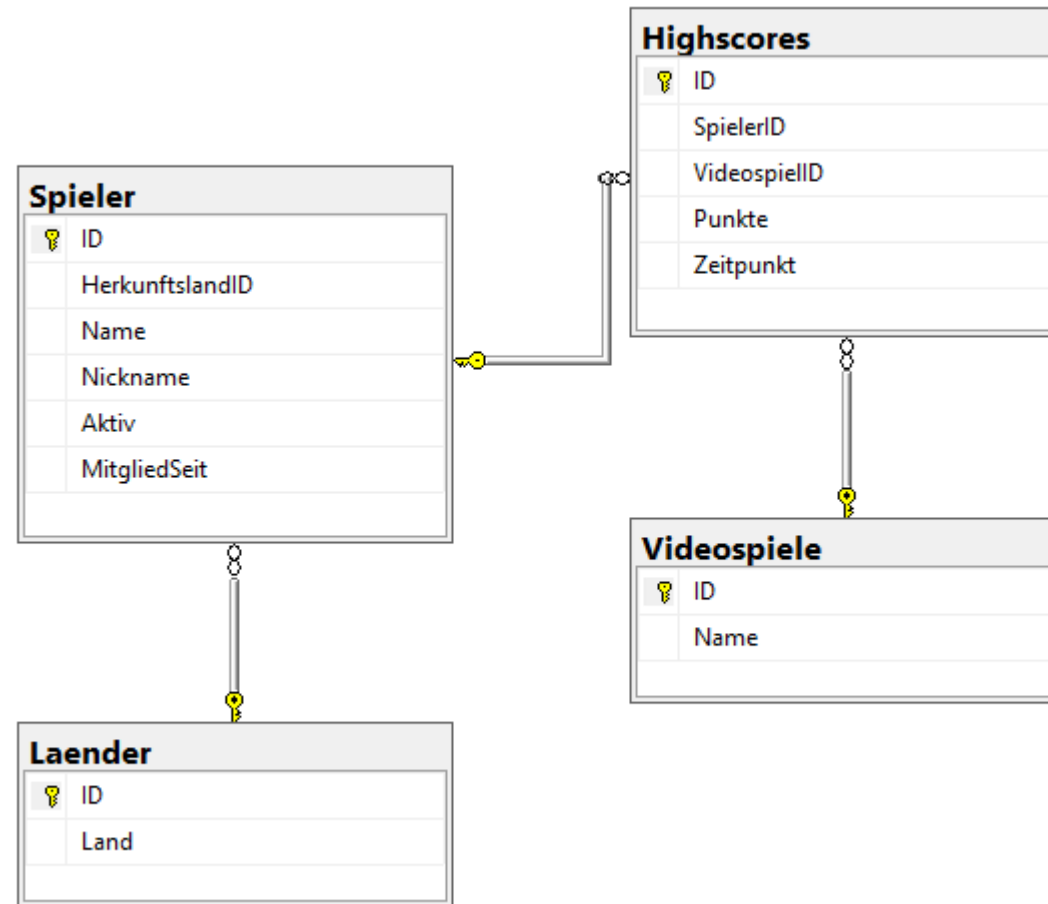 Highscores
ID
SpielerID
VideospielID
Punkte
Zeitpunkt
Spieler
ID
HerkunftslandID
Name
Nickname
Aktiv
MitgliedSeit
Videospiele
ID
Name
Laender
ID
Land